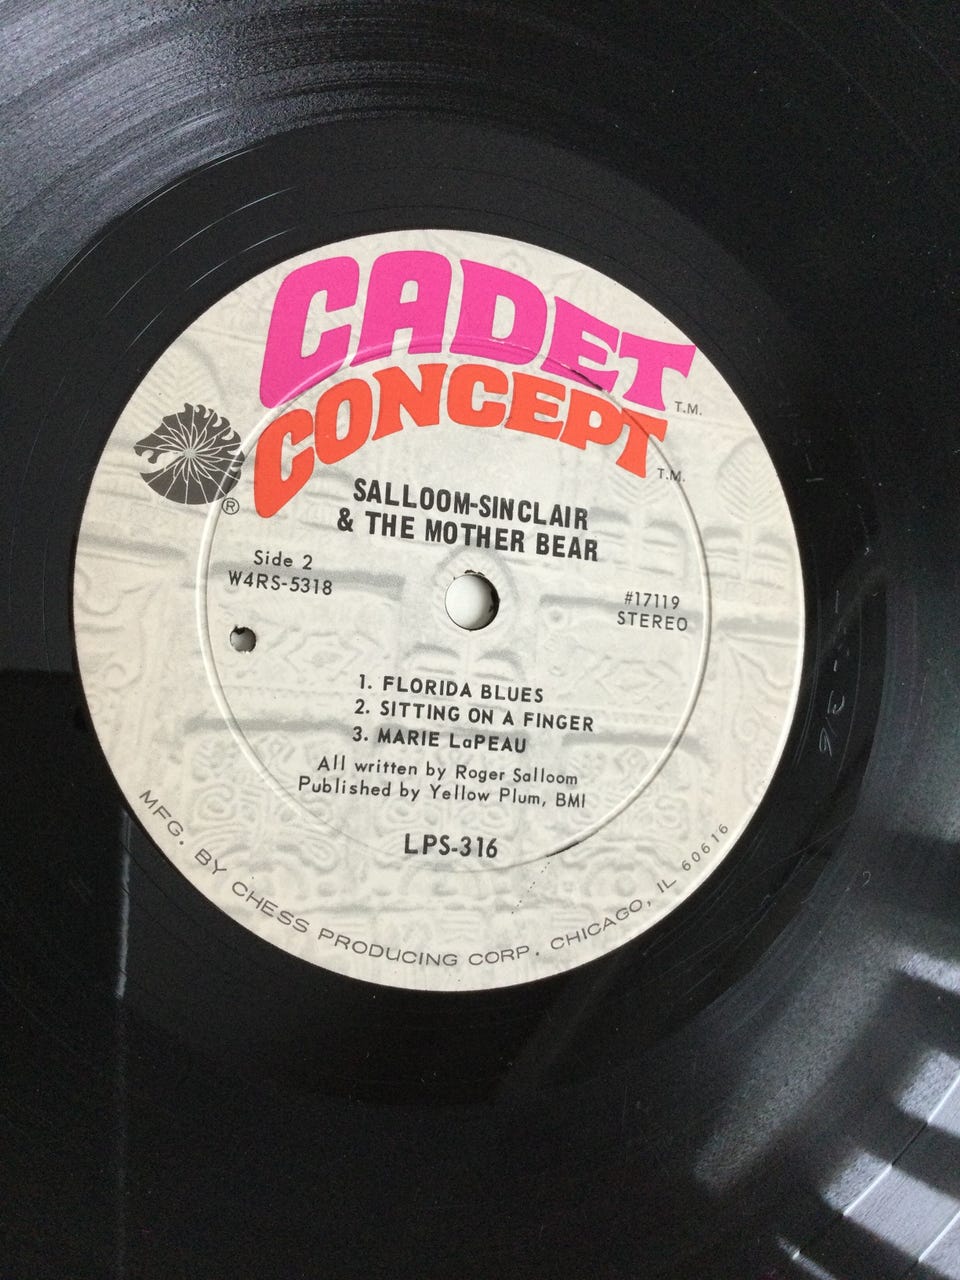 CADET
T.M.
CONCEPT
T.M.
®
SALLOOM-SINCLAIR
& THE MOTHER BEAR
Side 2
W4RS-5318
#17119
STEREO
1. FLORIDA BLUES
2. SITTING ON A FINGER
3. MARIE LaPEAU
All written by Roger Salloom
Published by Yellow Plum, BMI
LPS-316
MFG. BY CHESS PRODUCING CORP. CHICAGO, IL 60616